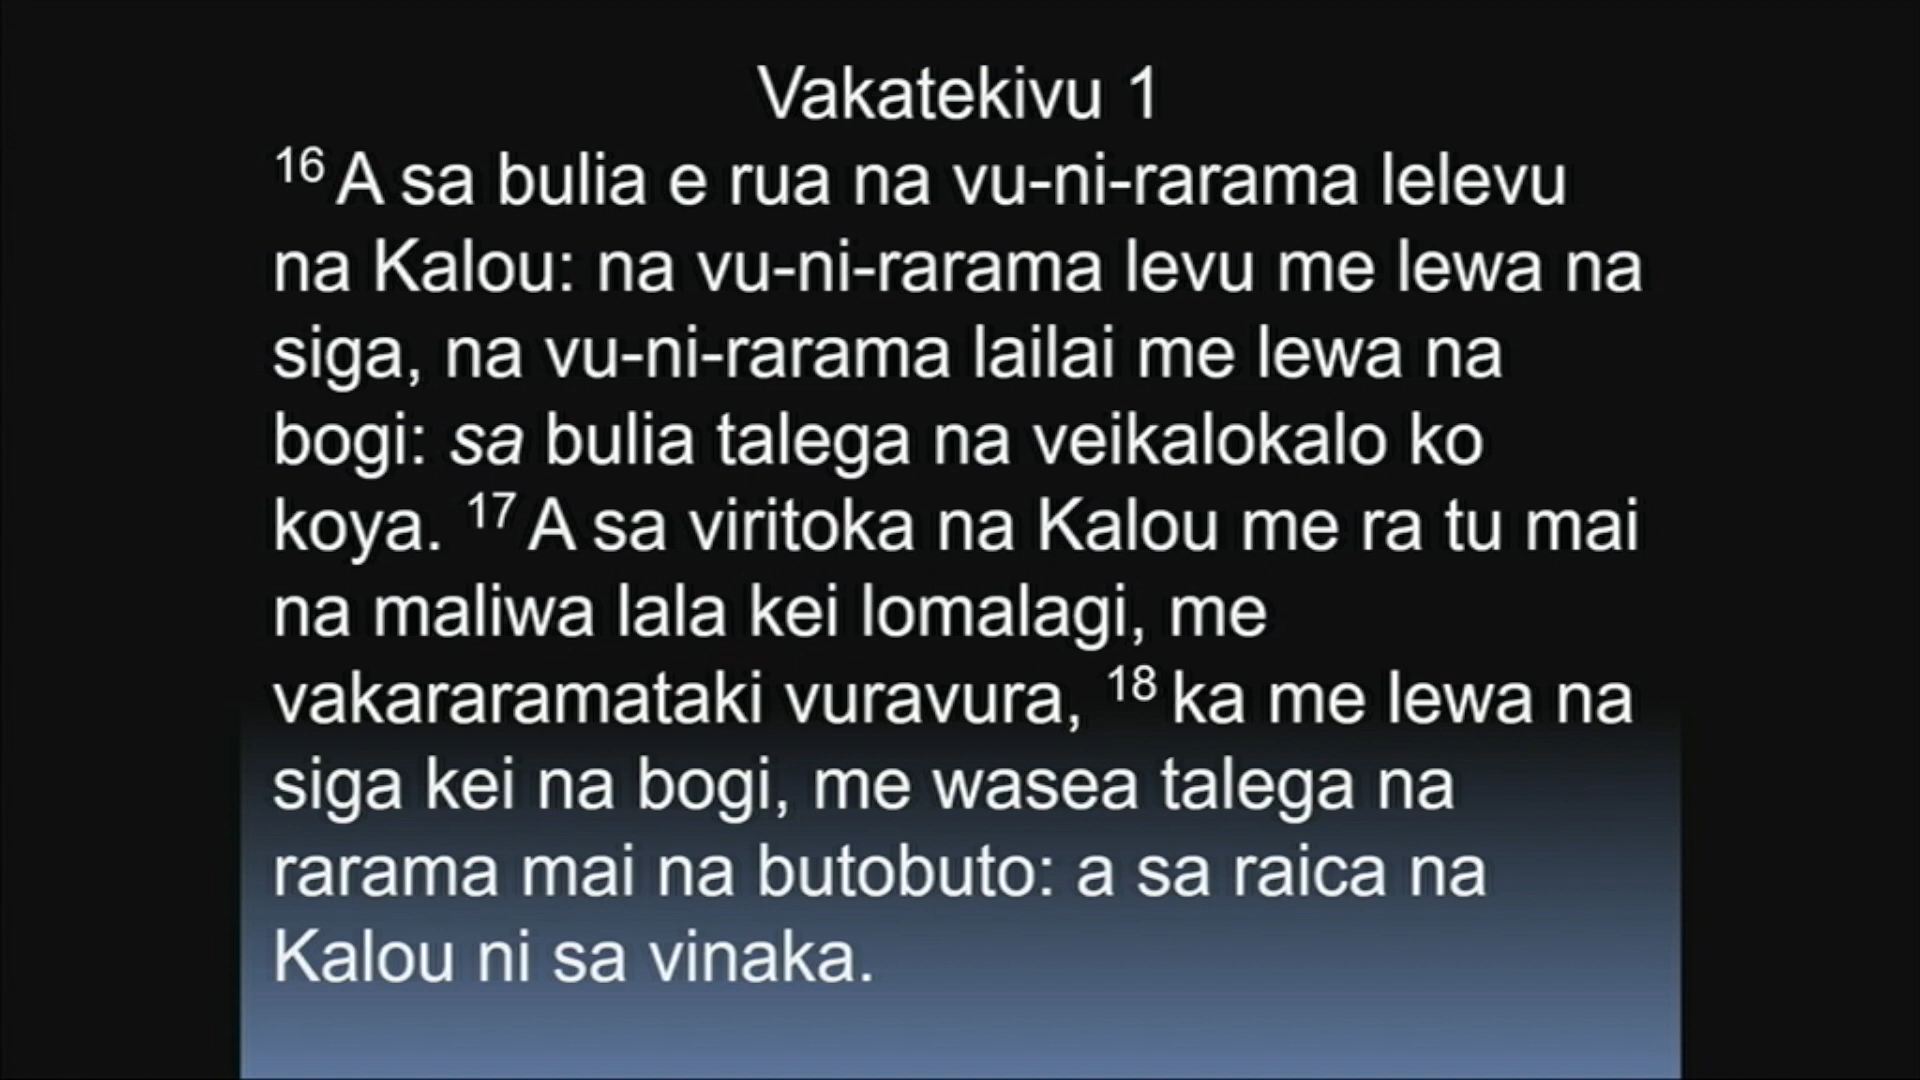 Vakatekivu 1
16 A sa bulia e rua na vu-ni-rarama lelevu
na Kalou: na vu-ni-rarama levu me lewa na
siga, na vu-ni-rarama lailai me lewa na
bogi: sa bulia talega na veikalokalo ko
koya. 17 A sa viritoka na Kalou me ra tu mai
na maliwa lala kei lomalagi, me
vakararamataki vuravura, 18 ka me lewa na
siga kei na bogi, me wasea talega na
rarama mai na butobuto: a sa raica na
Kalou ni sa vinaka.